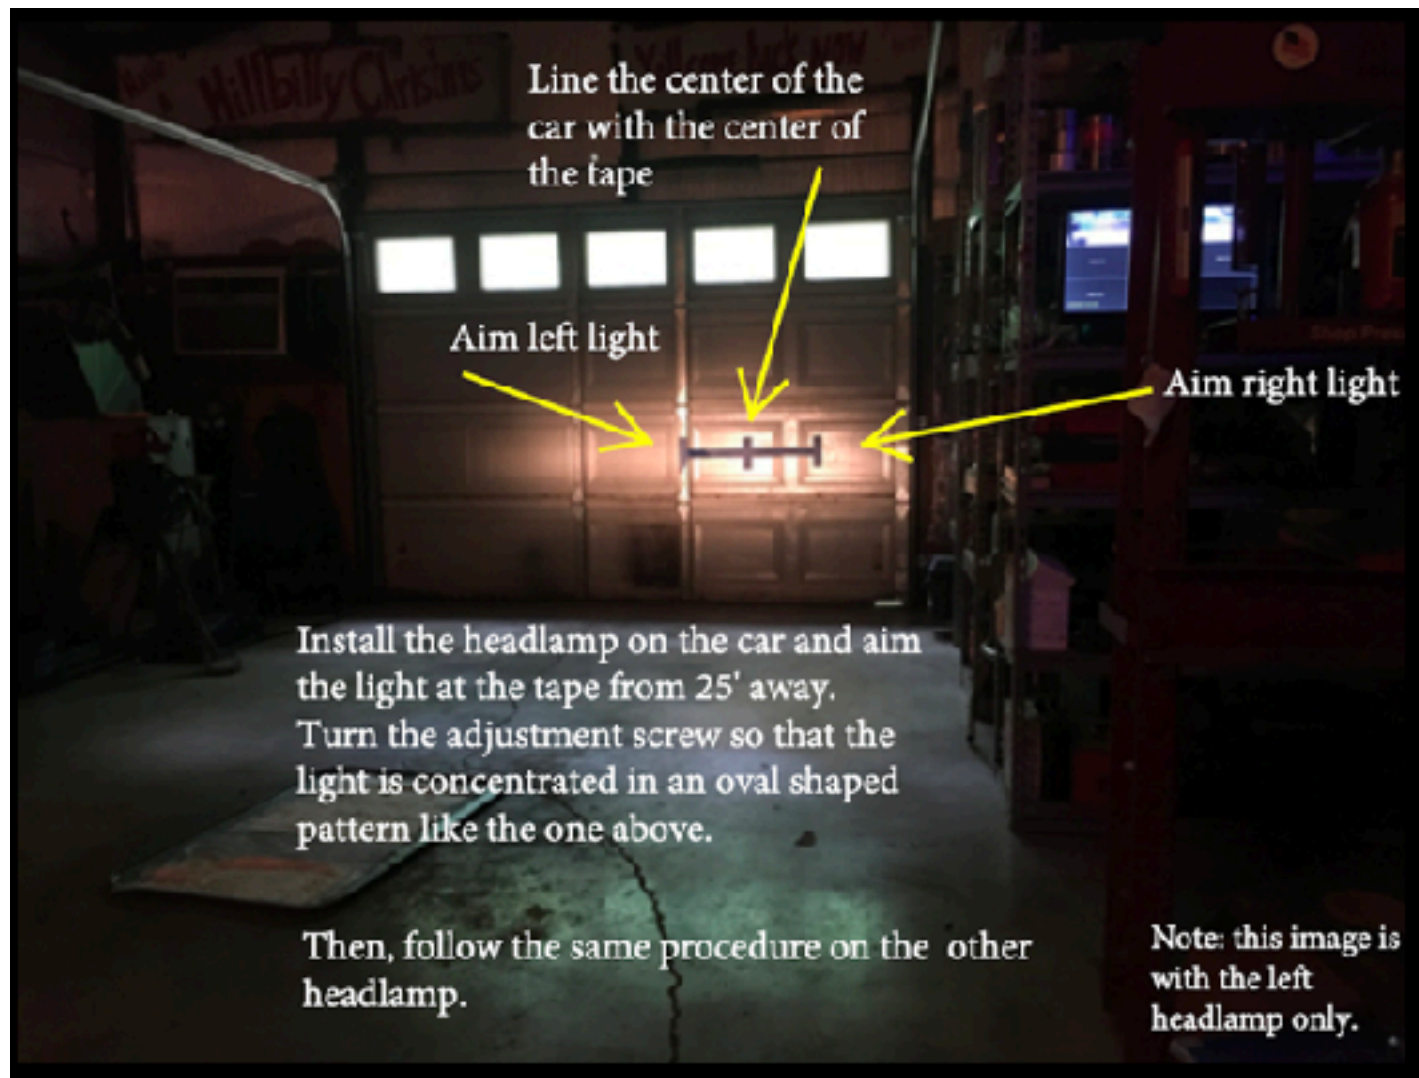 Hillbilly Christmas
Line the center of the
car with the center of
the tape
Aim left light
Aim right light
Install the headlamp on the car and aim
the light at the tape from 25' away.
Turn the adjustment screw so that the
light is concentrated in an oval shaped
pattern like the one above.
Then, follow the same procedure on the other
headlamp.
Note: this image is
with the left
headlamp only.